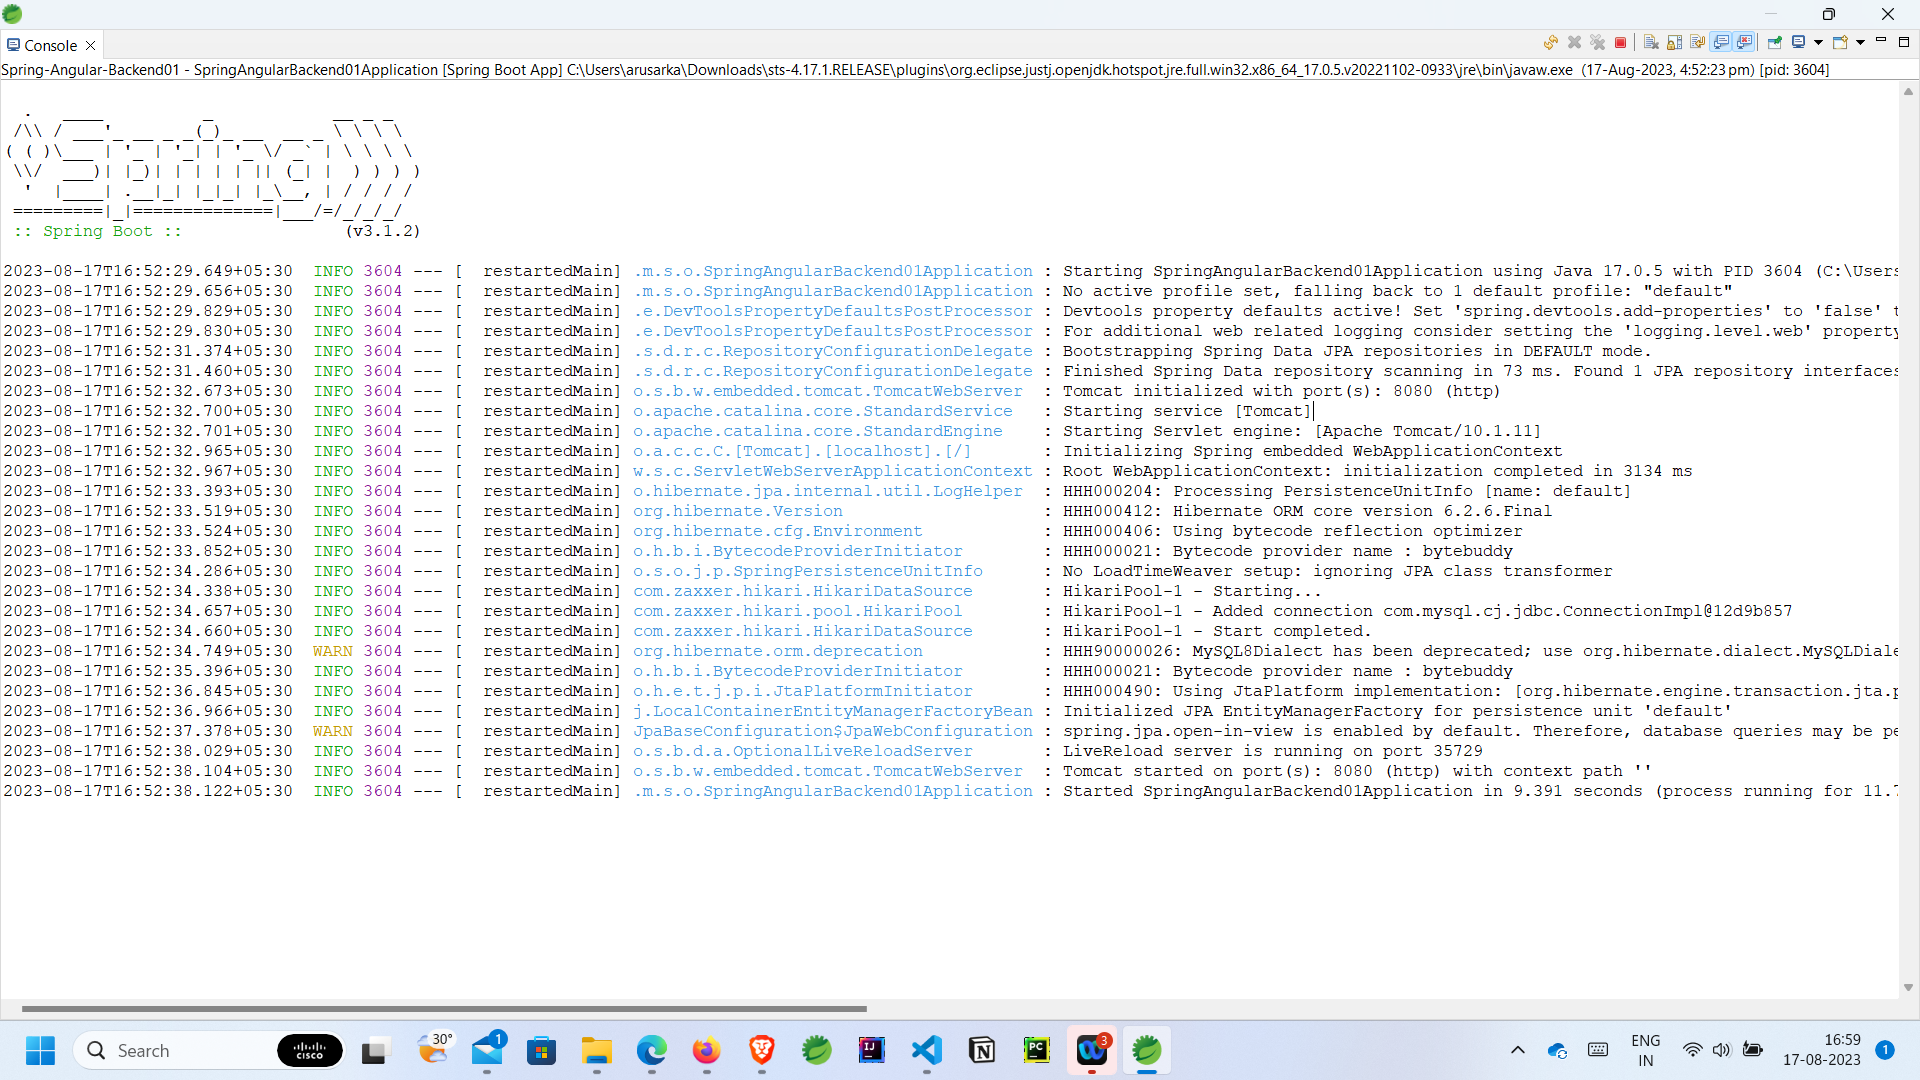 Console
Spring-Angular-Backend01 - SpringAngularBackend01Application [Spring Boot App] C:\Users\arusarka\Downloads\sts-4.17.1.RELEASE\plugins\org.eclipse.justj.openjdk.hotspot.jre.full.win32.x86_64_17.0.5.v20221102-0933\jre\bin\javaw.exe (17-Aug-2023, 4:52:23 pm) [pid: 3604]
  .   ____          _            __ _ _
 /\\ / ___'_ __ _ _(_)_ __  __ _ \ \ \ \
( ( )\___ | '_ | '_| | '_ \/ _` | \ \ \ \
 \\/  ___)| |_)| | | | | || (_| |  ) ) ) )
  '  |____| .__|_| |_|_| |_\__, | / / / /
 =========|_|==============|___/=/_/_/_/
 :: Spring Boot ::                (v3.1.2)
2023-08-17T16:52:29.649+05:30  INFO 3604 --- [  restartedMain] .m.s.o.SpringAngularBackend01Application : Starting SpringAngularBackend01Application using Java 17.0.5 with PID 3604 (C:\Users
2023-08-17T16:52:29.656+05:30  INFO 3604 --- [  restartedMain] .m.s.o.SpringAngularBackend01Application : No active profile set, falling back to 1 default profile: "default"
2023-08-17T16:52:29.829+05:30  INFO 3604 --- [  restartedMain] .e.DevToolsPropertyDefaultsPostProcessor : Devtools property defaults active! Set 'spring.devtools.add-properties' to 'false' t
2023-08-17T16:52:29.830+05:30  INFO 3604 --- [  restartedMain] .e.DevToolsPropertyDefaultsPostProcessor : For additional web related logging consider setting the 'logging.level.web' property
2023-08-17T16:52:31.374+05:30  INFO 3604 --- [  restartedMain] .s.d.r.c.RepositoryConfigurationDelegate : Bootstrapping Spring Data JPA repositories in DEFAULT mode.
2023-08-17T16:52:31.460+05:30  INFO 3604 --- [  restartedMain] .s.d.r.c.RepositoryConfigurationDelegate : Finished Spring Data repository scanning in 73 ms. Found 1 JPA repository interfaces
2023-08-17T16:52:32.673+05:30  INFO 3604 --- [  restartedMain] o.s.b.w.embedded.tomcat.TomcatWebServer  : Tomcat initialized with port(s): 8080 (http)
2023-08-17T16:52:32.700+05:30  INFO 3604 --- [  restartedMain] o.apache.catalina.core.StandardService   : Starting service [Tomcat]
2023-08-17T16:52:32.701+05:30  INFO 3604 --- [  restartedMain] o.apache.catalina.core.StandardEngine    : Starting Servlet engine: [Apache Tomcat/10.1.11]
2023-08-17T16:52:32.965+05:30  INFO 3604 --- [  restartedMain] o.a.c.c.C.[Tomcat].[localhost].[/]       : Initializing Spring embedded WebApplicationContext
2023-08-17T16:52:32.967+05:30  INFO 3604 --- [  restartedMain] w.s.c.ServletWebServerApplicationContext : Root WebApplicationContext: initialization completed in 3134 ms
2023-08-17T16:52:33.393+05:30  INFO 3604 --- [  restartedMain] o.hibernate.jpa.internal.util.LogHelper  : HHH000204: Processing PersistenceUnitInfo [name: default]
2023-08-17T16:52:33.519+05:30  INFO 3604 --- [  restartedMain] org.hibernate.Version                    : HHH000412: Hibernate ORM core version 6.2.6.Final
2023-08-17T16:52:33.524+05:30  INFO 3604 --- [  restartedMain] org.hibernate.cfg.Environment            : HHH000406: Using bytecode reflection optimizer
2023-08-17T16:52:33.852+05:30  INFO 3604 --- [  restartedMain] o.h.b.i.BytecodeProviderInitiator        : HHH000021: Bytecode provider name : bytebuddy
2023-08-17T16:52:34.286+05:30  INFO 3604 --- [  restartedMain] o.s.o.j.p.SpringPersistenceUnitInfo      : No LoadTimeWeaver setup: ignoring JPA class transformer
2023-08-17T16:52:34.338+05:30  INFO 3604 --- [  restartedMain] com.zaxxer.hikari.HikariDataSource       : HikariPool-1 - Starting...
2023-08-17T16:52:34.657+05:30  INFO 3604 --- [  restartedMain] com.zaxxer.hikari.pool.HikariPool        : HikariPool-1 - Added connection com.mysql.cj.jdbc.ConnectionImpl@12d9b857
2023-08-17T16:52:34.660+05:30  INFO 3604 --- [  restartedMain] com.zaxxer.hikari.HikariDataSource       : HikariPool-1 - Start completed.
2023-08-17T16:52:34.749+05:30  WARN 3604 --- [  restartedMain] org.hibernate.orm.deprecation            : HHH90000026: MySQL8Dialect has been deprecated; use org.hibernate.dialect.MySQLDiale
2023-08-17T16:52:35.396+05:30  INFO 3604 --- [  restartedMain] o.h.b.i.BytecodeProviderInitiator        : HHH000021: Bytecode provider name : bytebuddy
2023-08-17T16:52:36.845+05:30  INFO 3604 --- [  restartedMain] o.h.e.t.j.p.i.JtaPlatformInitiator       : HHH000490: Using JtaPlatform implementation: [org.hibernate.engine.transaction.jta.p
2023-08-17T16:52:36.966+05:30  INFO 3604 --- [  restartedMain] j.LocalContainerEntityManagerFactoryBean : Initialized JPA EntityManagerFactory for persistence unit 'default'
2023-08-17T16:52:37.378+05:30  WARN 3604 --- [  restartedMain] JpaBaseConfiguration$JpaWebConfiguration : spring.jpa.open-in-view is enabled by default. Therefore, database queries may be pe
2023-08-17T16:52:38.029+05:30  INFO 3604 --- [  restartedMain] o.s.b.d.a.OptionalLiveReloadServer       : LiveReload server is running on port 35729
2023-08-17T16:52:38.104+05:30  INFO 3604 --- [  restartedMain] o.s.b.w.embedded.tomcat.TomcatWebServer  : Tomcat started on port(s): 8080 (http) with context path ''
2023-08-17T16:52:38.122+05:30  INFO 3604 --- [  restartedMain] .m.s.o.SpringAngularBackend01Application : Started SpringAngularBackend01Application in 9.391 seconds (process running for 11.7
Search
CISCO
30°
1
IJ
N
PC
3
ENG
IN
16:59
17-08-2023
1